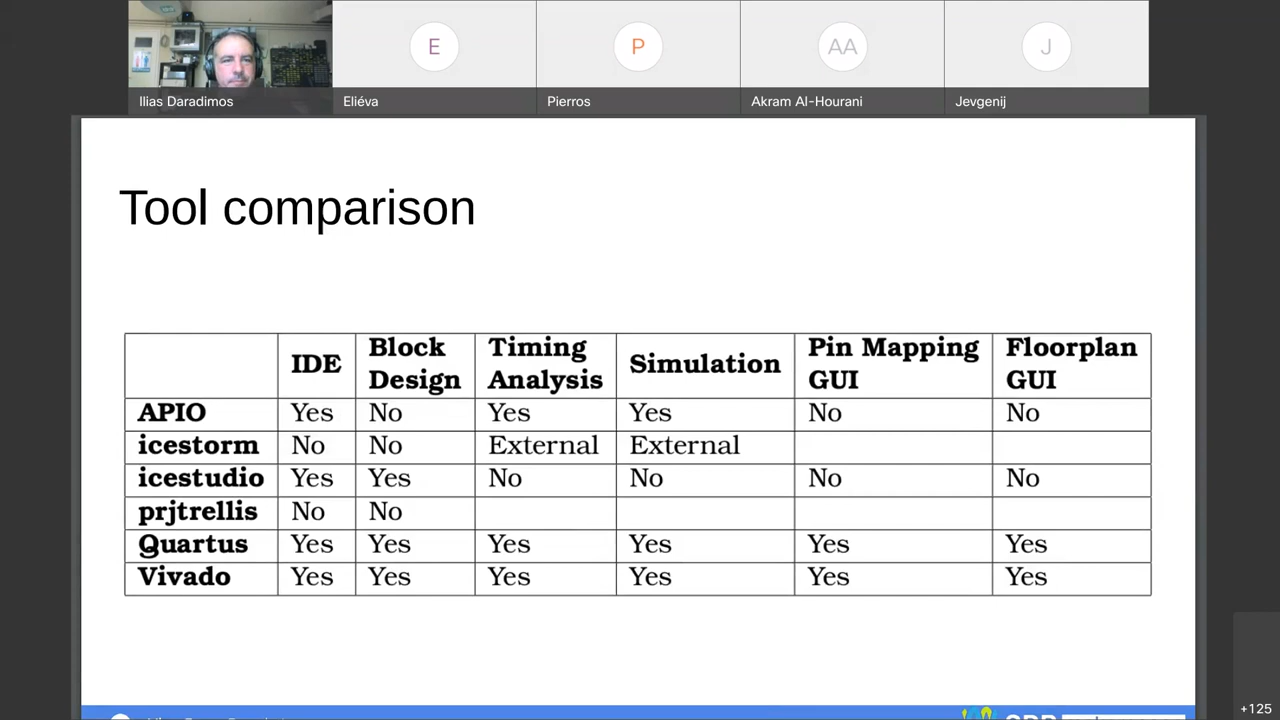 E
P
AA
J
Ilias Daradimos
Eliéva
Pierros
Akram Al-Hourani
Jevgenij
Tool comparison
IDE Block Design Timing Analysis Simulation Pin Mapping GUI Floorplan GUI
APIO Yes No Yes Yes No No
icestorm No No External External
icestudio Yes Yes No No No No
prjtrellis No No
Quartus Yes Yes Yes Yes Yes Yes
Vivado Yes Yes Yes Yes Yes Yes
+125